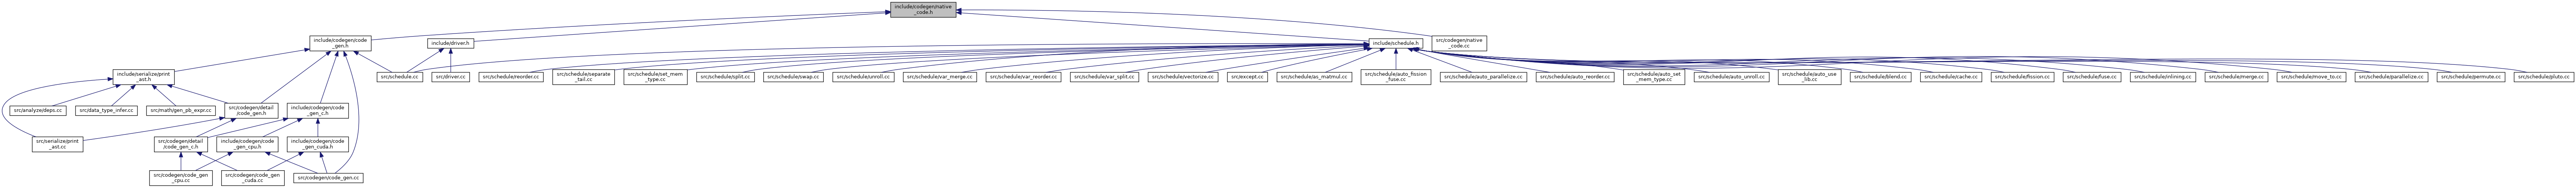 include/codegen/native
_code.h
include/codegen/code
_gen.h
include/driver.h
include/schedule.h
src/codegen/native
_code.cc
include/serialize/print
_ast.h
src/schedule.cc
src/driver.cc
src/schedule/reorder.cc
src/schedule/separate
_tail.cc
src/schedule/set_mem
_type.cc
src/schedule/split.cc
src/schedule/swap.cc
src/schedule/unroll.cc
src/schedule/var_merge.cc
src/schedule/var_reorder.cc
src/schedule/var_split.cc
src/schedule/vectorize.cc
src/except.cc
src/schedule/as_matmul.cc
src/schedule/auto_fission
_fuse.cc
src/schedule/auto_parallelize.cc
src/schedule/auto_reorder.cc
src/schedule/auto_set
_mem_type.cc
src/schedule/auto_unroll.cc
src/schedule/auto_use
_lib.cc
src/schedule/blend.cc
src/schedule/cache.cc
src/schedule/fission.cc
src/schedule/fuse.cc
src/schedule/inlining.cc
src/schedule/merge.cc
src/schedule/move_to.cc
src/schedule/parallelize.cc
src/schedule/permute.cc
src/schedule/pluto.cc
src/analyze/deps.cc
src/data_type_infer.cc
src/math/gen_pb_expr.cc
src/codegen/detail
/code_gen.h
include/codegen/code
_gen_c.h
src/serialize/print
_ast.cc
src/codegen/detail
/code_gen_c.h
include/codegen/code
_gen_cpu.h
include/codegen/code
_gen_cuda.h
src/codegen/code_gen
_cpu.cc
src/codegen/code_gen
_cuda.cc
src/codegen/code_gen.cc